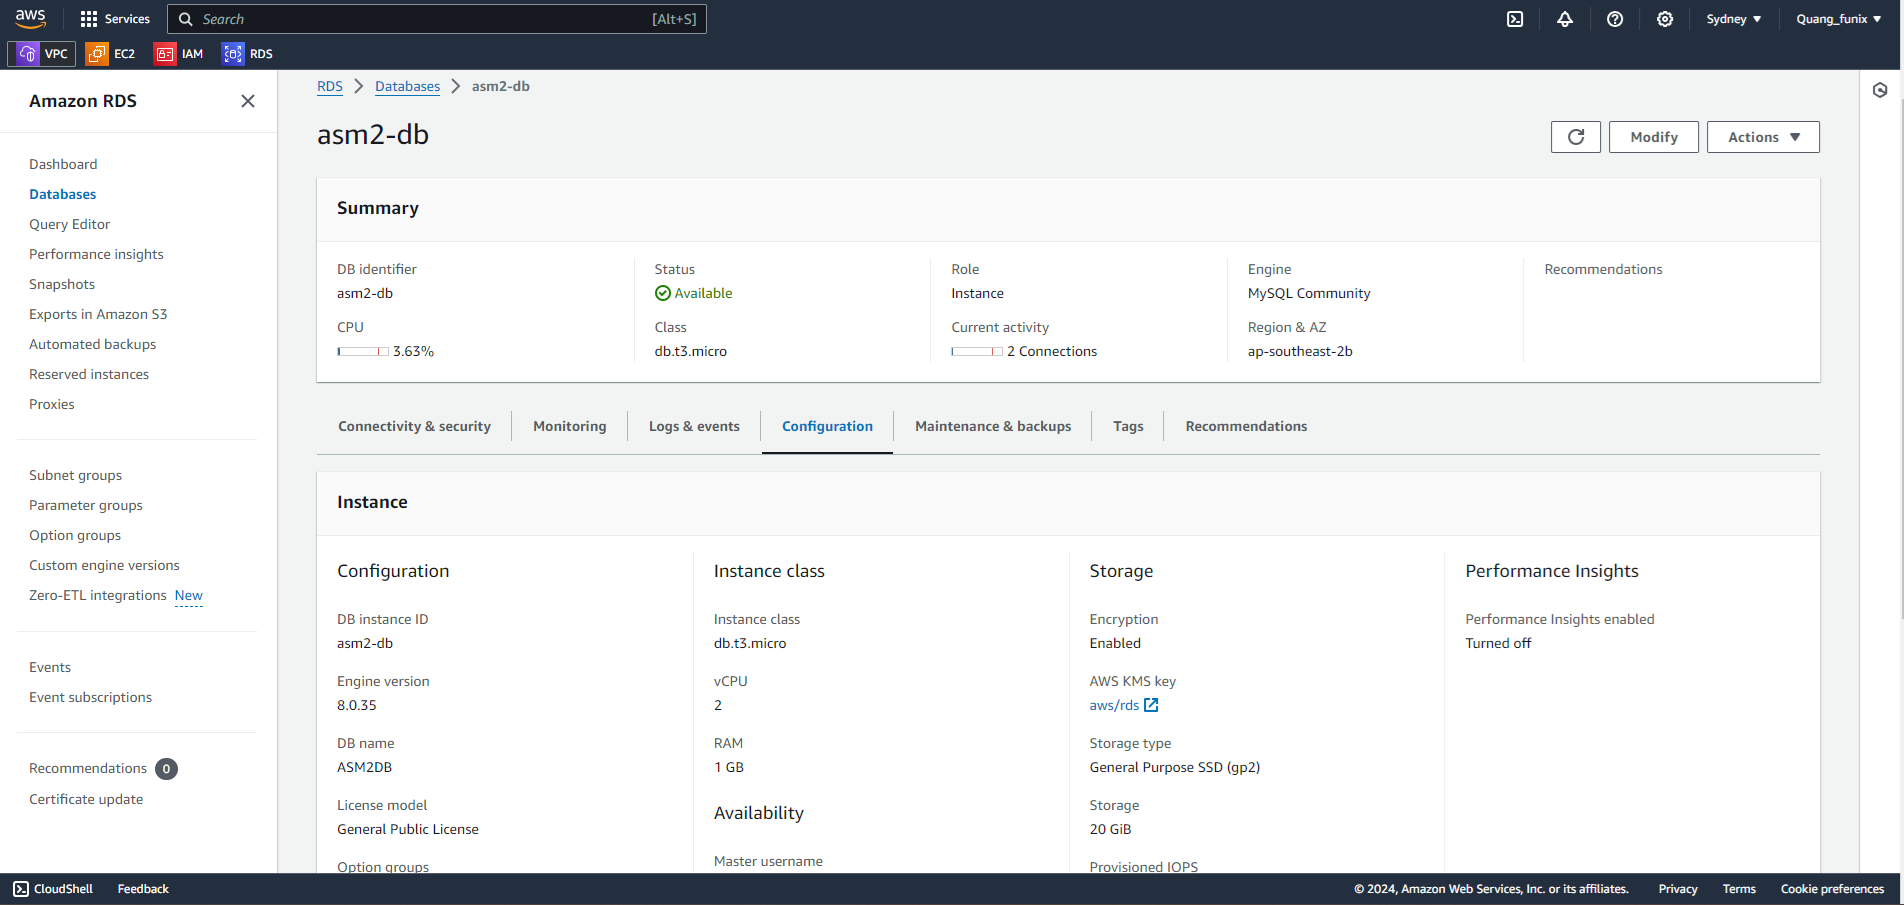 aws
Services
Search
[Alt+S]
Sydney ▼
Quang_funix ▼
VPC
EC2
IAM
RDS
Amazon RDS
Dashboard
Databases
Query Editor
Performance insights
Snapshots
Exports in Amazon S3
Automated backups
Reserved instances
Proxies
Subnet groups
Parameter groups
Option groups
Custom engine versions
Zero-ETL integrations New
Events
Event subscriptions
Recommendations 0
Certificate update
RDS > Databases > asm2-db
asm2-db
Modify
Actions ▼
Summary
DB identifier
asm2-db
CPU
3.63%
Status
Available
Class
db.t3.micro
Role
Instance
Current activity
2 Connections
Engine
MySQL Community
Region & AZ
ap-southeast-2b
Recommendations
Connectivity & security
Monitoring
Logs & events
Configuration
Maintenance & backups
Tags
Recommendations
Instance
Configuration
DB instance ID
asm2-db
Engine version
8.0.35
DB name
ASM2DB
License model
General Public License
Option groups
Instance class
Instance class
db.t3.micro
vCPU
2
RAM
1 GB
Availability
Master username
Storage
Encryption
Enabled
AWS KMS key
aws/rds
Storage type
General Purpose SSD (gp2)
Storage
20 GiB
Provisioned IOPS
Performance Insights
Performance Insights enabled
Turned off
CloudShell
Feedback
© 2024, Amazon Web Services, Inc. or its affiliates.
Privacy
Terms
Cookie preferences